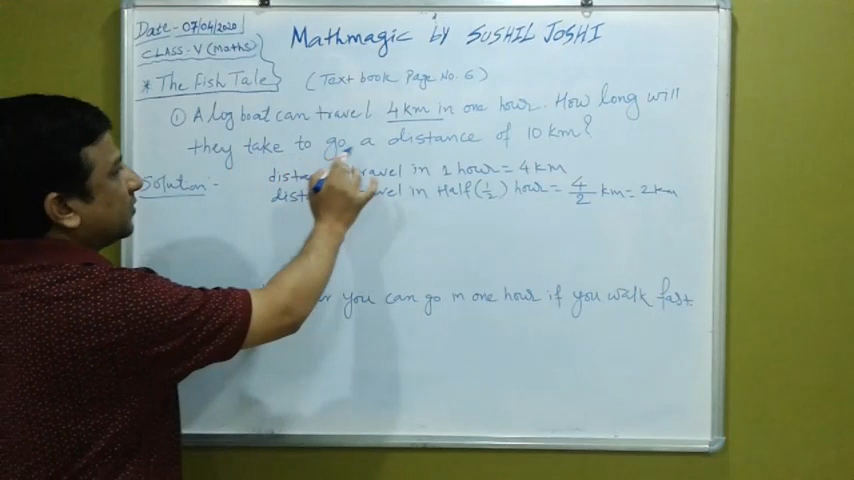 Date - 07/04/2020
Mathmagic by SUSHIL JOSHI
CLASS-V (Maths)
* The Fish Tale
(Text book Page No. 6)
① A log boat can travel 4 km in one hour. How long will
they take to go a distance of 10 km?
Solution:-
travel in 1 hour = 4 km
in Half (1/2) hour = 4/2 km = 2 km
you can go in one hour if you walk fast.